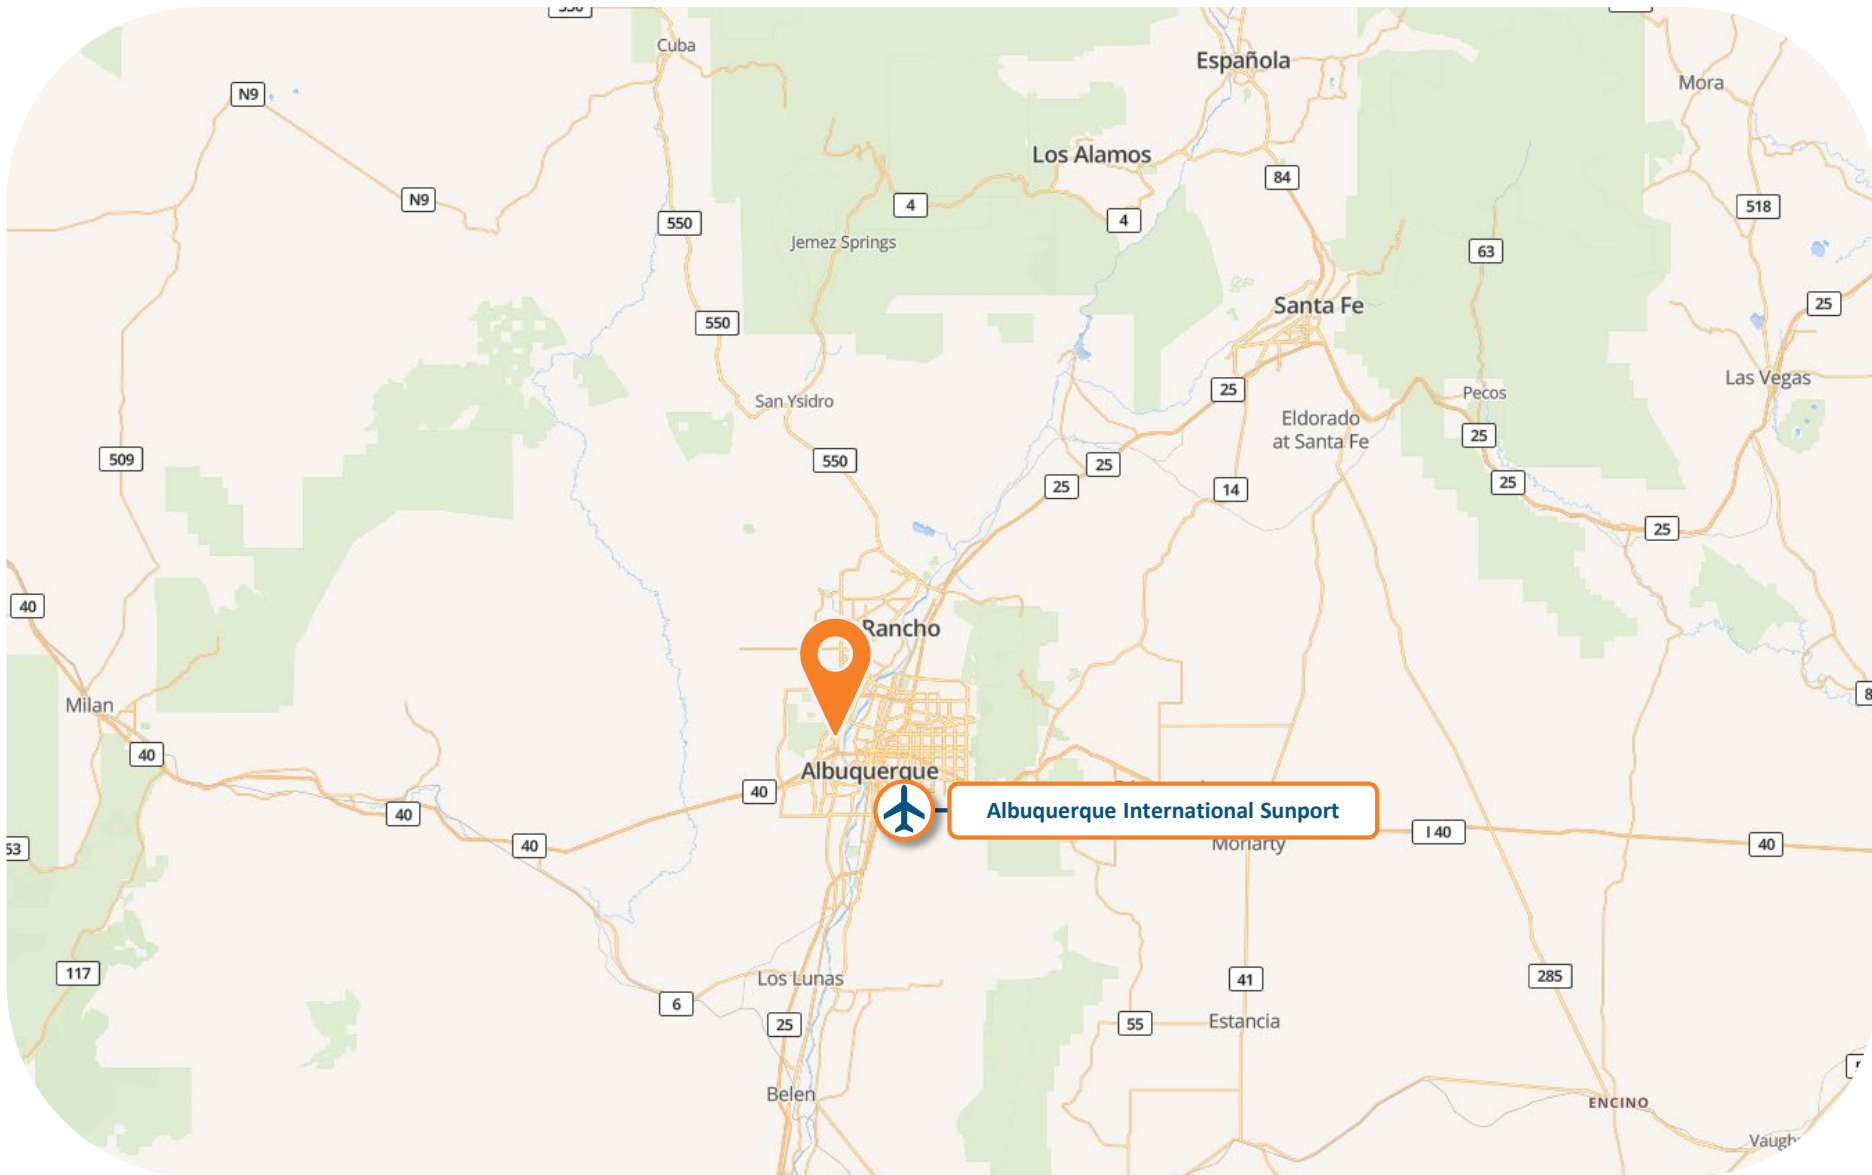 550
Cuba
Española
Mora
N9
Los Alamos
84
N9
4
4
518
550
Jemez Springs
63
Santa Fe
25
550
Las Vegas
25
Pecos
San Ysidro
Eldorado
at Santa Fe
25
509
550
25
25
14
25
25
40
Rancho
Milan
40
Albuquerque
40
40
Albuquerque International Sunport
I 40
40
40
53
Moriarty
117
Los Lunas
6
41
285
25
55
Estancia
Belen
ENCINO